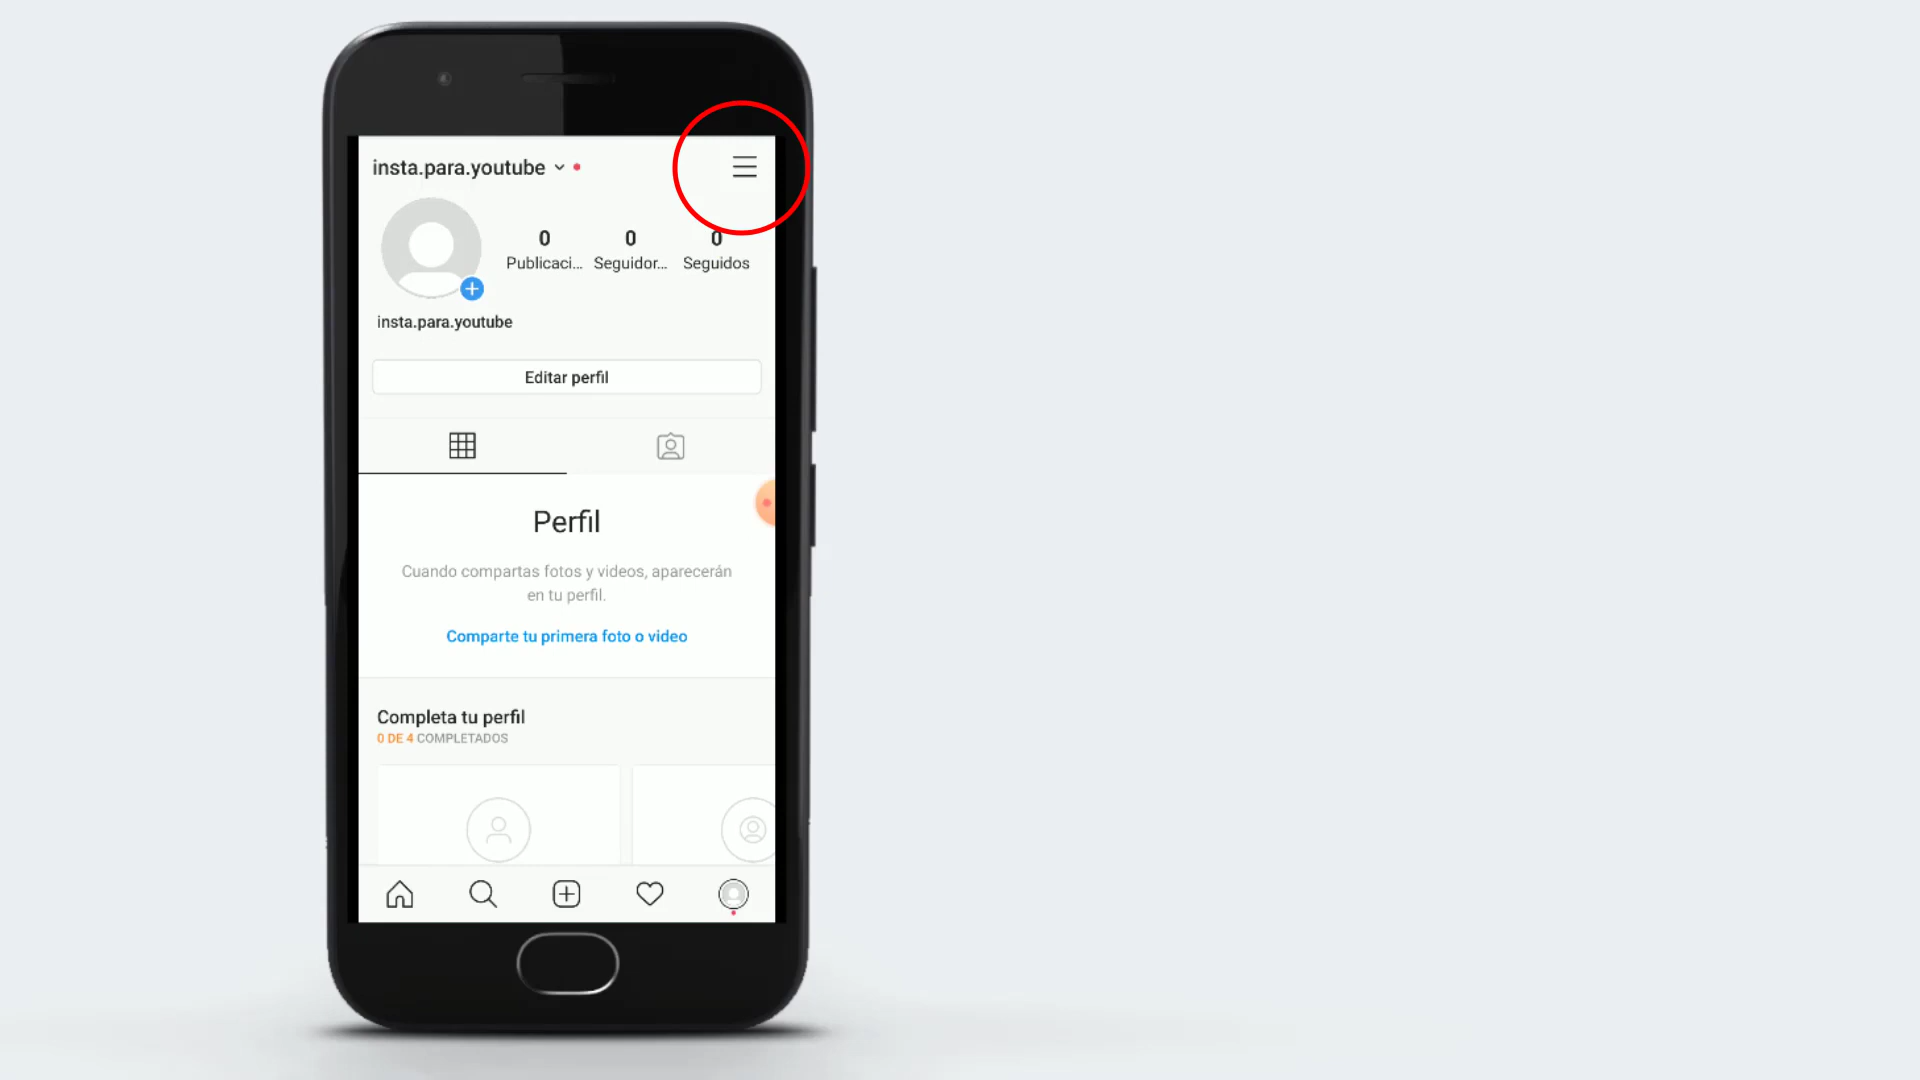 insta.para.youtube
0 0 0
Publicaci... Seguidor... Seguidos
insta.para.youtube
Editar perfil
Perfil
Cuando compartas fotos y videos, aparecerán
en tu perfil.
Comparte tu primera foto o video
Completa tu perfil
0 DE 4 COMPLETADOS